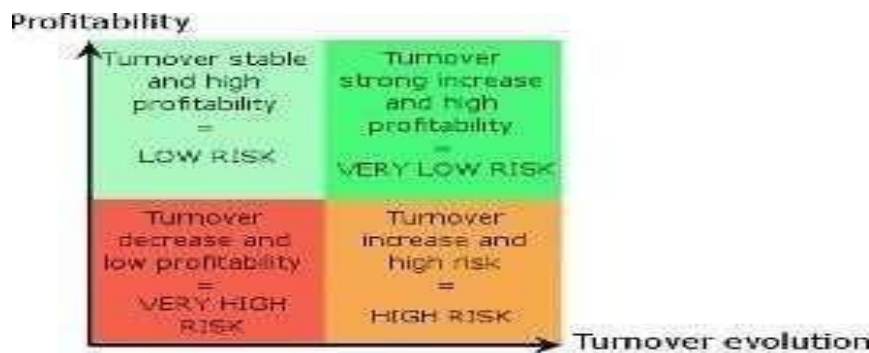 Profitability
Turnover stable
and high
profitability
=
LOW RISK
Turnover
strong increase
and high
profitability
=
VERY LOW RISK
Turnover
decrease and
low profitability
=
VERY HIGH
RISK
Turnover
increase and
high risk
=
HIGH RISK
Turnover evolution